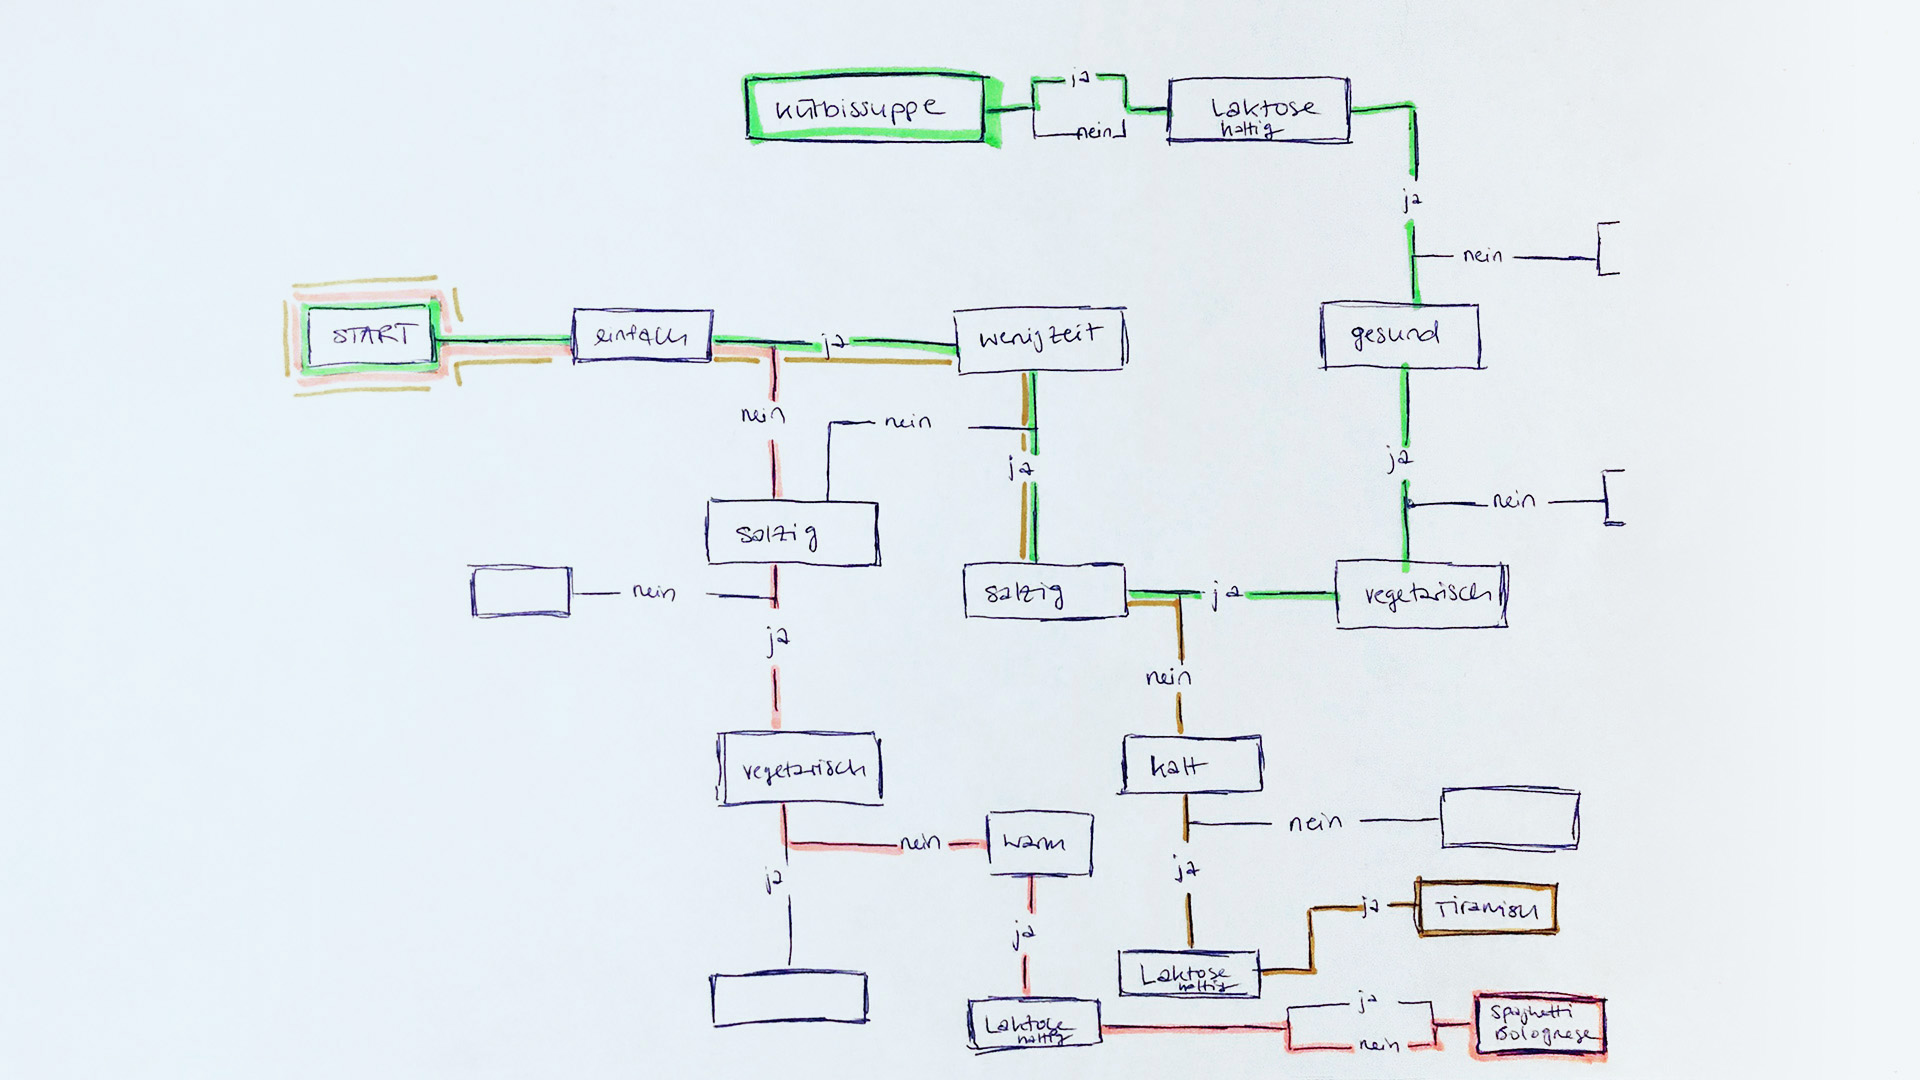 Kürbissuppe
ja
nein
Laktose
haltig
ja
nein
START
einfach
ja
wenig zeit
gesund
nein
nein
ja
ja
nein
salzig
nein
salzig
ja
vegetarisch
ja
nein
vegetarisch
kalt
nein
warm
nein
ja
ja
ja
Tiramisu
ja
Laktose
haltig
Laktose
haltig
ja
nein
Spaghetti
Bolognese